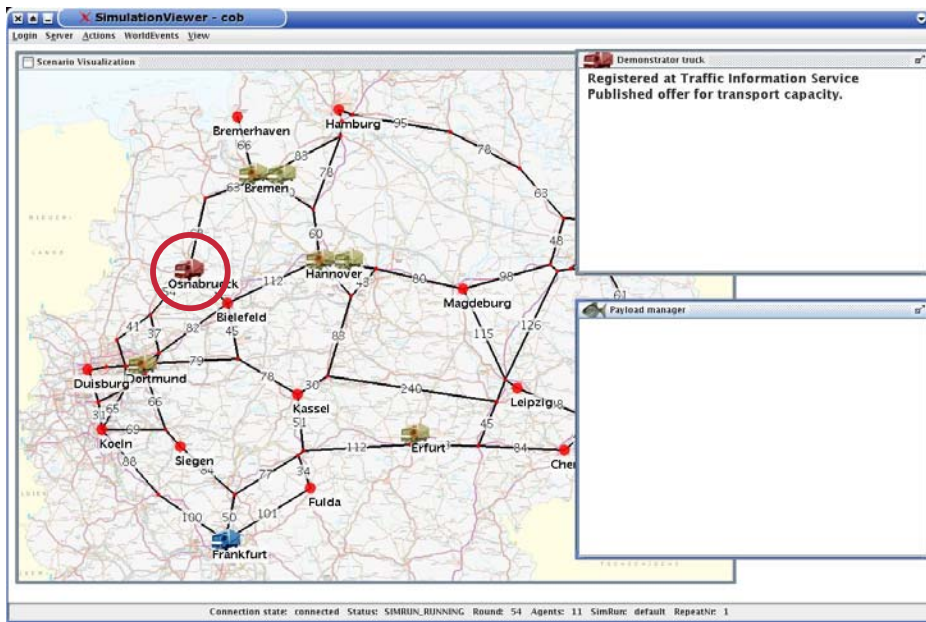 SimulationViewer - cob
Login Server Actions WorldEvents View
Scenario Visualization
Demonstrator truck
Registered at Traffic Information Service
Published offer for transport capacity.
Bremerhaven
Hamburg
95
66
83
78
78
Bremen
63
63
60
48
Osnabrueck
112
Hannover
43
80
98
61
Magdeburg
Bielefeld
Payload manager
41
37
82
45
83
115
126
79
Duisburg
Dortmund
78
30
240
Leipzig
Kassel
31
65
66
51
69
45
Koeln
Siegen
112
Erfurt
84
88
77
34
Fulda
100
50
101
Frankfurt
Connection state: connected Status: SIMRUN_RUNNING Round: 54 Agents: 11 SimRun: default RepeatNr: 1